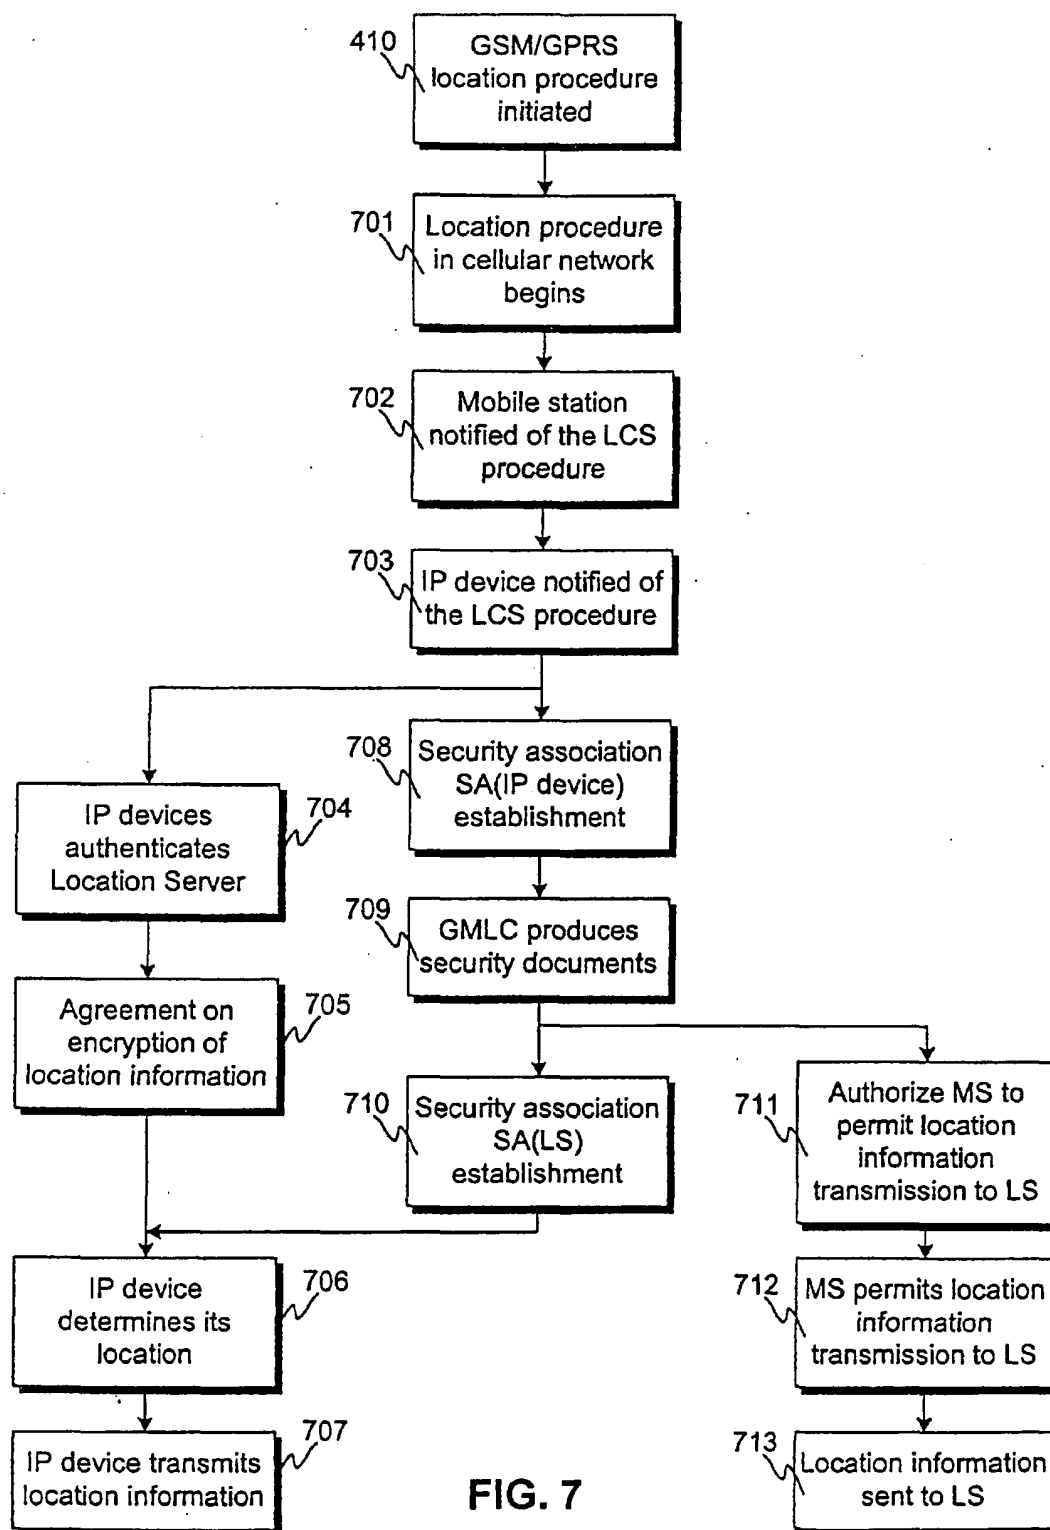 410
GSM/GPRS
location procedure
initiated
701
Location procedure
in cellular network
begins
702
Mobile station
notified of the LCS
procedure
703
IP device notified of
the LCS procedure
708
Security association
SA(IP device)
establishment
IP devices
authenticates
Location Server
704
709
GMLC produces
security documents
Agreement on
encryption of
location information
705
710
Security association
SA(LS)
establishment
711
Authorize MS to
permit location
information
transmission to LS
IP device
determines its
location
706
712
MS permits location
information
transmission to LS
IP device transmits
location information
707
713
Location information
sent to LS
FIG. 7